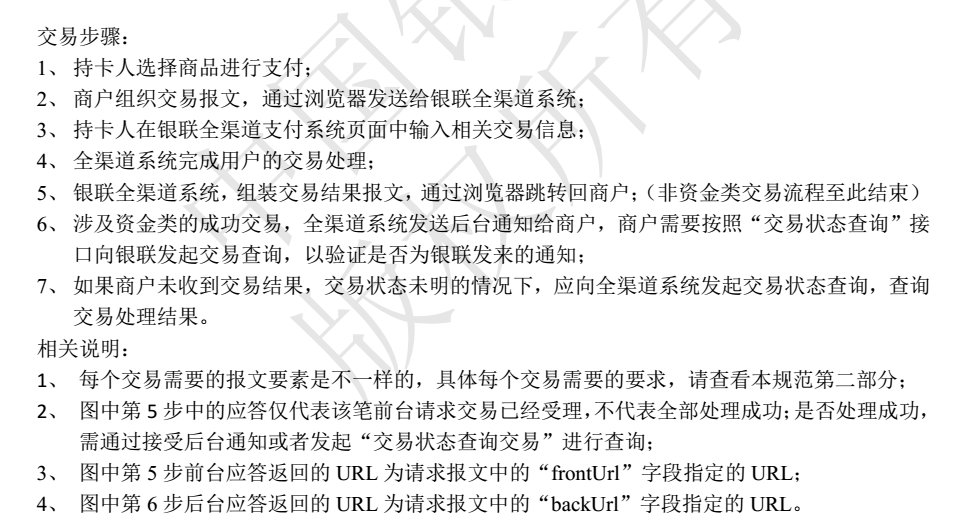 交易步骤：
1、 持卡人选择商品进行支付；
2、 商户组织交易报文，通过浏览器发送给银联全渠道系统；
3、 持卡人在银联全渠道支付系统页面中输入相关交易信息；
4、 全渠道系统完成用户的交易处理；
5、 银联全渠道系统，组装交易结果报文，通过浏览器跳转回商户；（非资金类交易流程至此结束）
6、 涉及资金类的成功交易，全渠道系统发送后台通知给商户，商户需要按照“交易状态查询”接
口向银联发起交易查询，以验证是否为银联发来的通知；
7、 如果商户未收到交易结果，交易状态未明的情况下，应向全渠道系统发起交易状态查询，查询
交易处理结果。
相关说明：
1、 每个交易需要的报文要素是不一样的，具体每个交易需要的要求，请查看本规范第二部分；
2、 图中第 5 步中的应答仅代表该笔前台请求交易已经受理，不代表全部处理成功；是否处理成功，
需通过接受后台通知或者发起“交易状态查询交易”进行查询；
3、 图中第 5 步前台应答返回的 URL 为请求报文中的“frontUrl”字段指定的 URL；
4、 图中第 6 步后台应答返回的 URL 为请求报文中的“backUrl”字段指定的 URL。
中国银
版权所有